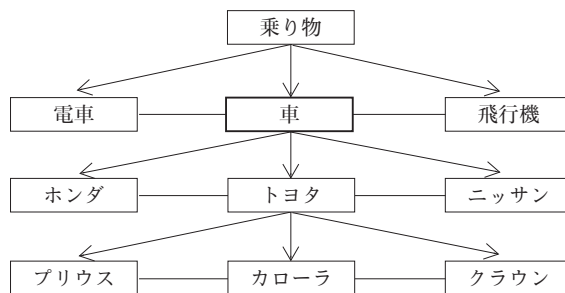 乗り物
電車 車 飛行機
ホンダ トヨタ ニッサン
プリウス カローラ クラウン